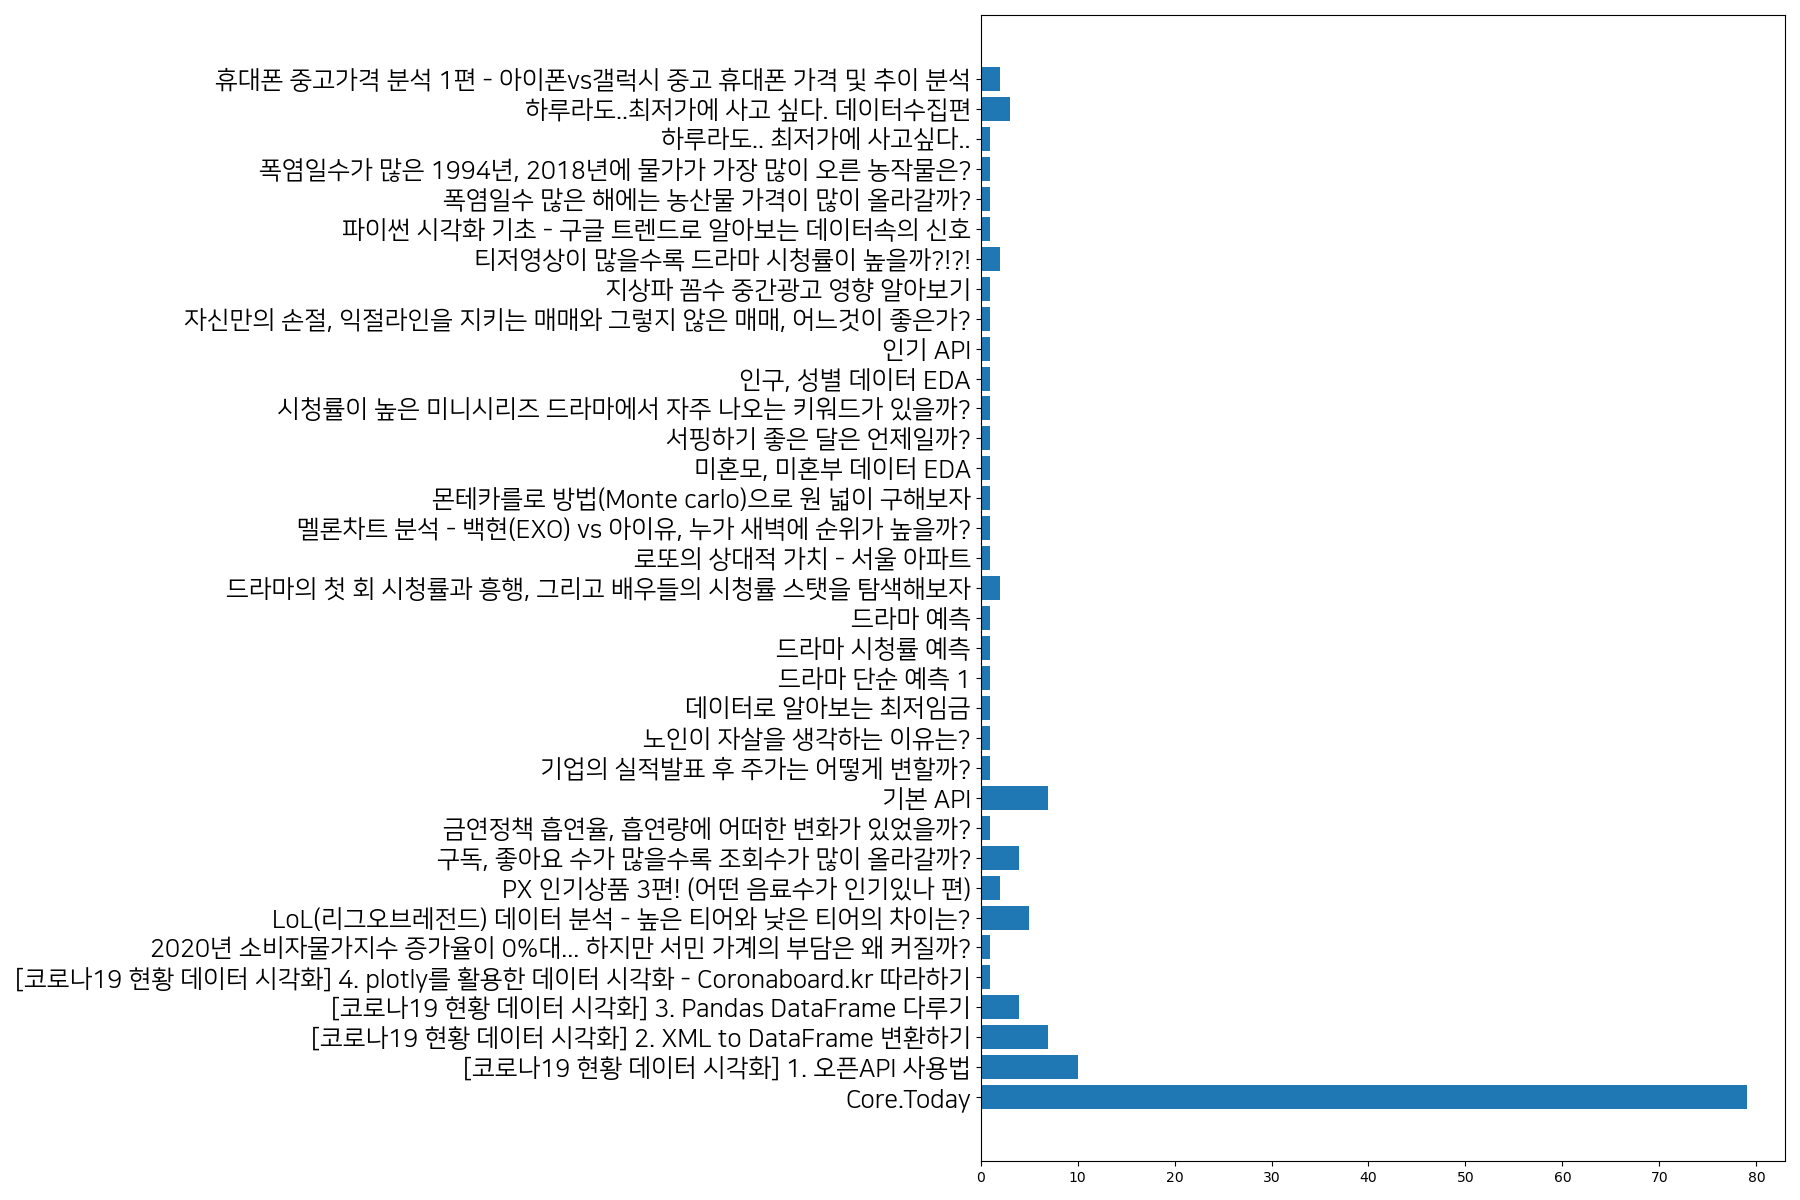 휴대폰 중고가격 분석 1편 - 아이폰vs갤럭시 중고 휴대폰 가격 및 추이 분석
하루라도..최저가에 사고 싶다. 데이터수집편
하루라도.. 최저가에 사고싶다..
폭염일수가 많은 1994년, 2018년에 물가가 가장 많이 오른 농작물은?
폭염일수 많은 해에는 농산물 가격이 많이 올라갈까?
파이썬 시각화 기초 - 구글 트렌드로 알아보는 데이터속의 신호
티저영상이 많을수록 드라마 시청률이 높을까?!?!
지상파 꼼수 중간광고 영향 알아보기
자신만의 손절, 익절라인을 지키는 매매와 그렇지 않은 매매, 어느것이 좋은가?
인기 API
인구, 성별 데이터 EDA
시청률이 높은 미니시리즈 드라마에서 자주 나오는 키워드가 있을까?
서핑하기 좋은 달은 언제일까?
미혼모, 미혼부 데이터 EDA
몬테카를로 방법(Monte carlo)으로 원 넓이 구해보자
멜론차트 분석 - 백현(EXO) vs 아이유, 누가 새벽에 순위가 높을까?
로또의 상대적 가치 - 서울 아파트
드라마의 첫 회 시청률과 흥행, 그리고 배우들의 시청률 스탯을 탐색해보자
드라마 예측
드라마 시청률 예측
드라마 단순 예측 1
데이터로 알아보는 최저임금
노인이 자살을 생각하는 이유는?
기업의 실적발표 후 주가는 어떻게 변할까?
기본 API
금연정책 흡연율, 흡연량에 어떠한 변화가 있었을까?
구독, 좋아요 수가 많을수록 조회수가 많이 올라갈까?
PX 인기상품 3편! (어떤 음료수가 인기있나 편)
LoL(리그오브레전드) 데이터 분석 - 높은 티어와 낮은 티어의 차이는?
2020년 소비자물가지수 증가율이 0%대... 하지만 서민 가계의 부담은 왜 커질까?
[코로나19 현황 데이터 시각화] 4. plotly를 활용한 데이터 시각화 - Coronaboard.kr 따라하기
[코로나19 현황 데이터 시각화] 3. Pandas DataFrame 다루기
[코로나19 현황 데이터 시각화] 2. XML to DataFrame 변환하기
[코로나19 현황 데이터 시각화] 1. 오픈API 사용법
Core.Today
0 10 20 30 40 50 60 70 80